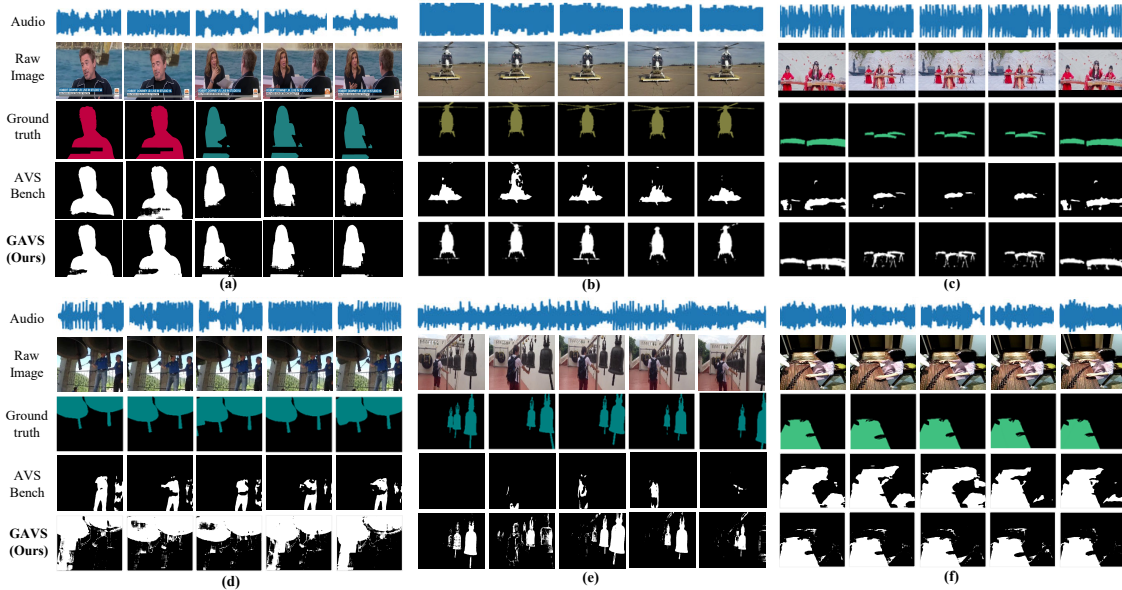 Audio
Raw
Image
Ground
truth
AVS
Bench
GAVS
(Ours)
(a)
(b)
(c)
Audio
Raw
Image
Ground
truth
AVS
Bench
GAVS
(Ours)
(d)
(e)
(f)